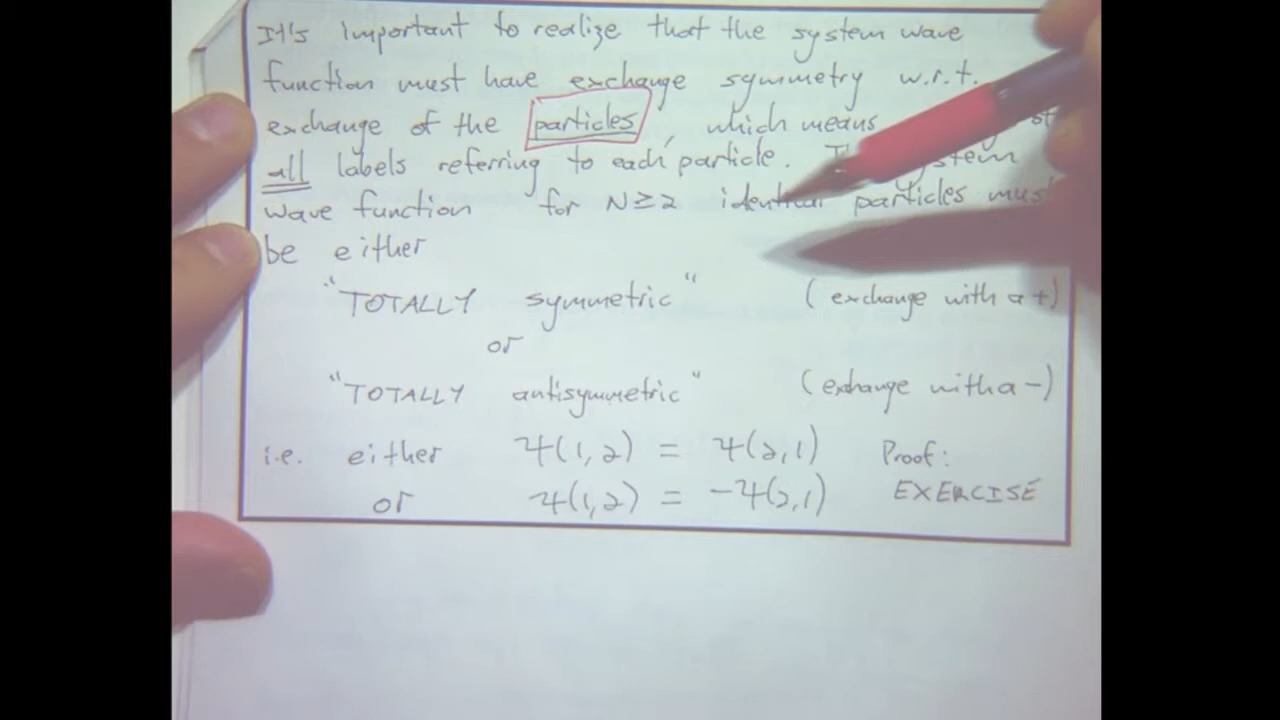 It's important to realize that the system wave
function must have exchange symmetry w.r.t.
exchange of the particles, which means
all labels referring to each particle.
wave function for N≥2 identical particles must
be either
"TOTALLY symmetric" (exchange with a +)
or
"TOTALLY antisymmetric" (exchange with a -)
i.e. either Ψ(1,2) = Ψ(2,1) Proof:
or Ψ(1,2) = -Ψ(2,1) EXERCISE